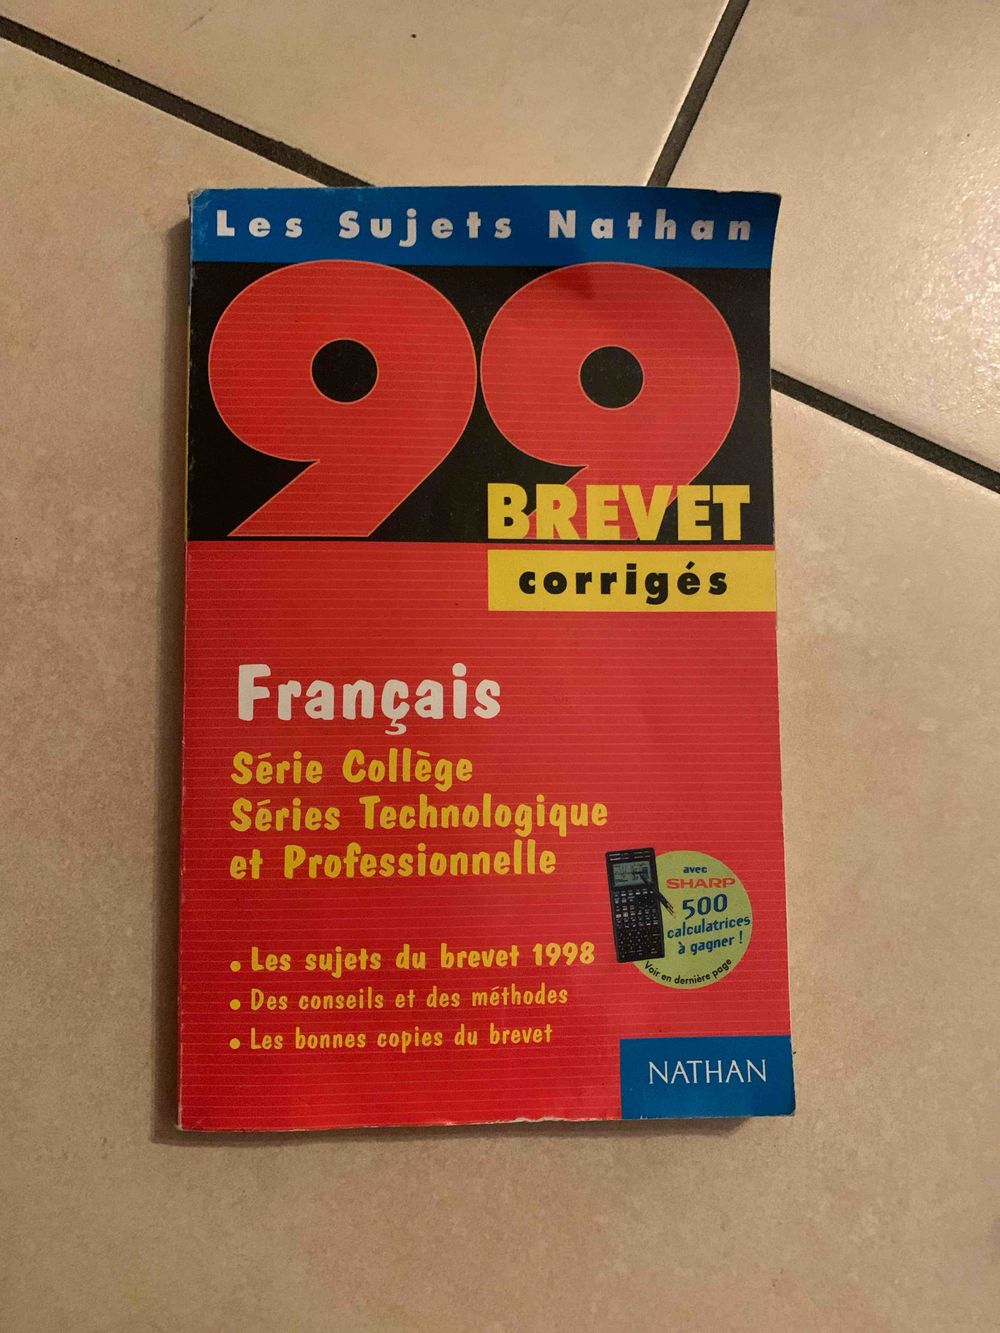 Les Sujets Nathan
99
BREVET
corrigés
Français
Série Collège
Séries Technologique
et Professionnelle
avec
SHARP
500
calculatrices
à gagner !
Voir en dernière page
• Les sujets du brevet 1998
• Des conseils et des méthodes
• Les bonnes copies du brevet
NATHAN